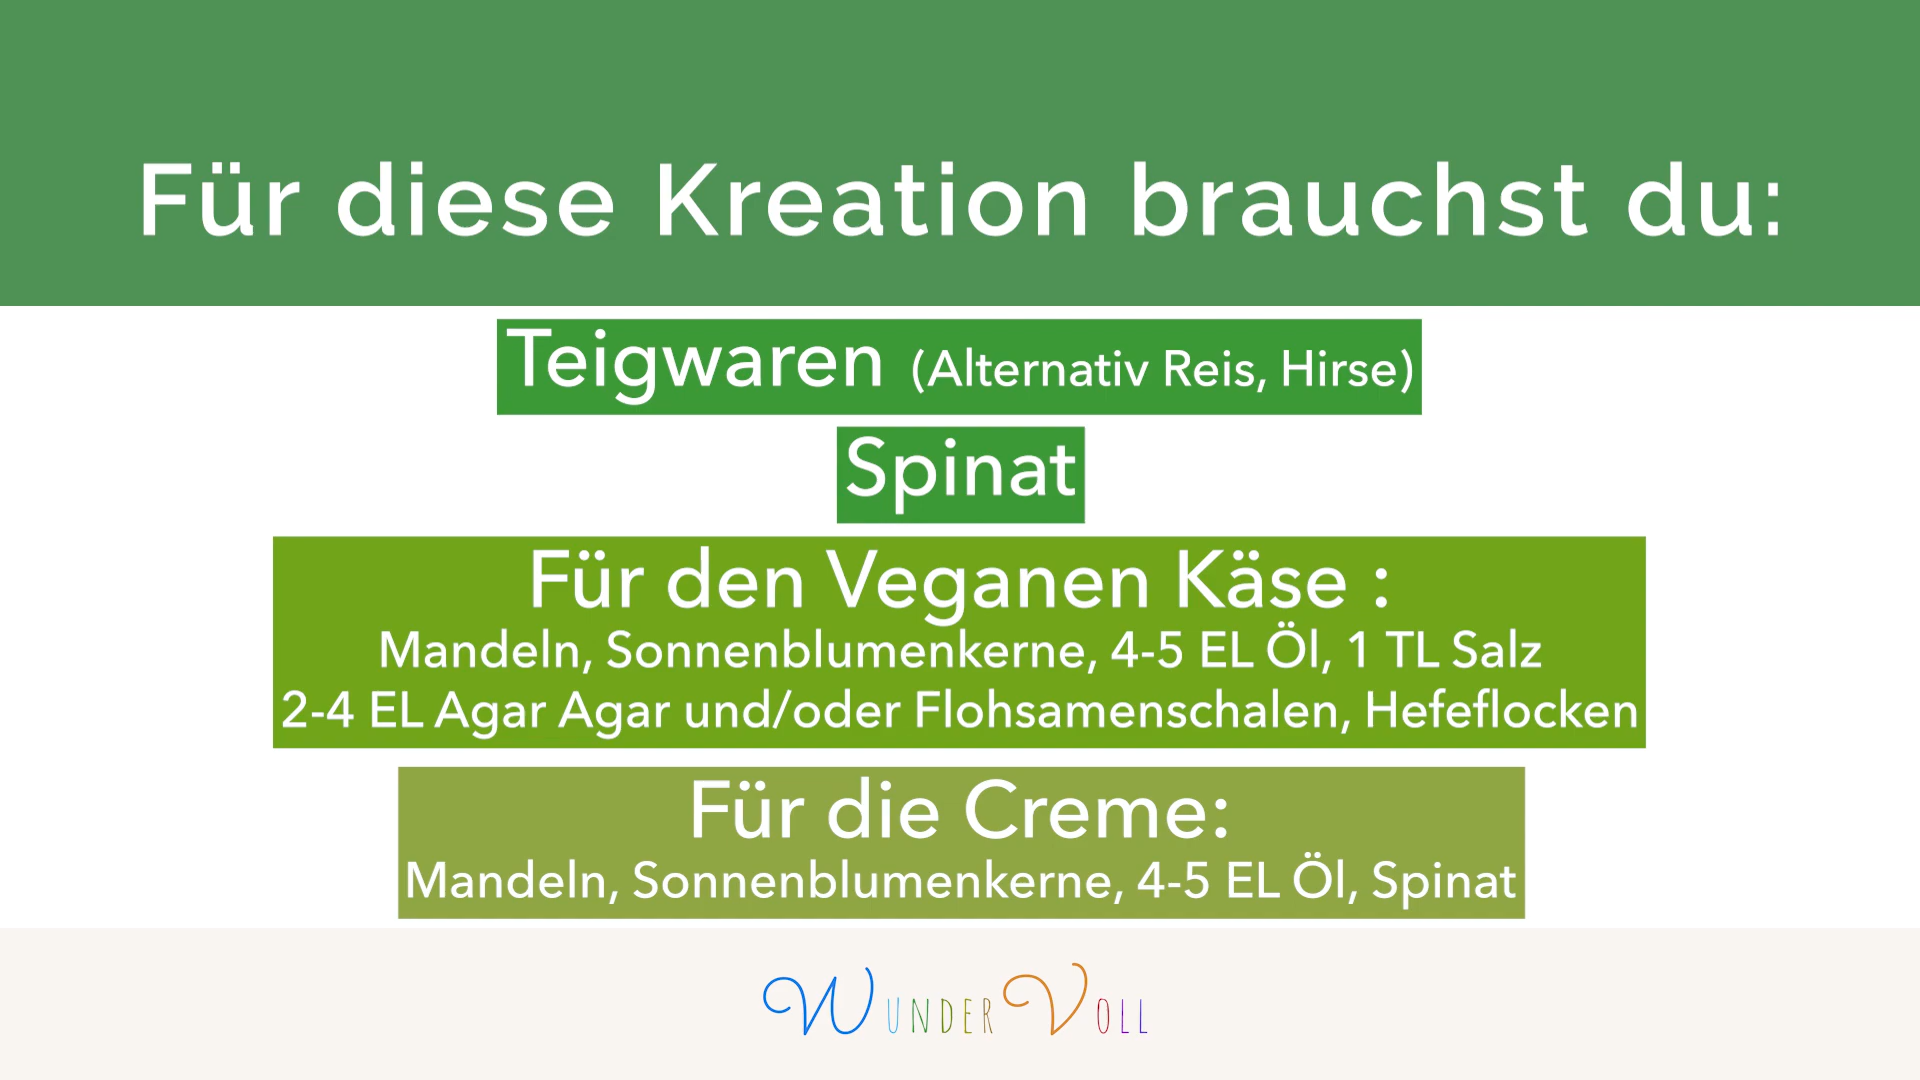 Für diese Kreation brauchst du:
Teigwaren (Alternativ Reis, Hirse)
Spinat
Für den Veganen Käse :
Mandeln, Sonnenblumenkerne, 4-5 EL Öl, 1 TL Salz
2-4 EL Agar Agar und/oder Flohsamenschalen, Hefeflocken
Für die Creme:
Mandeln, Sonnenblumenkerne, 4-5 EL Öl, Spinat
WUNDERVOLL